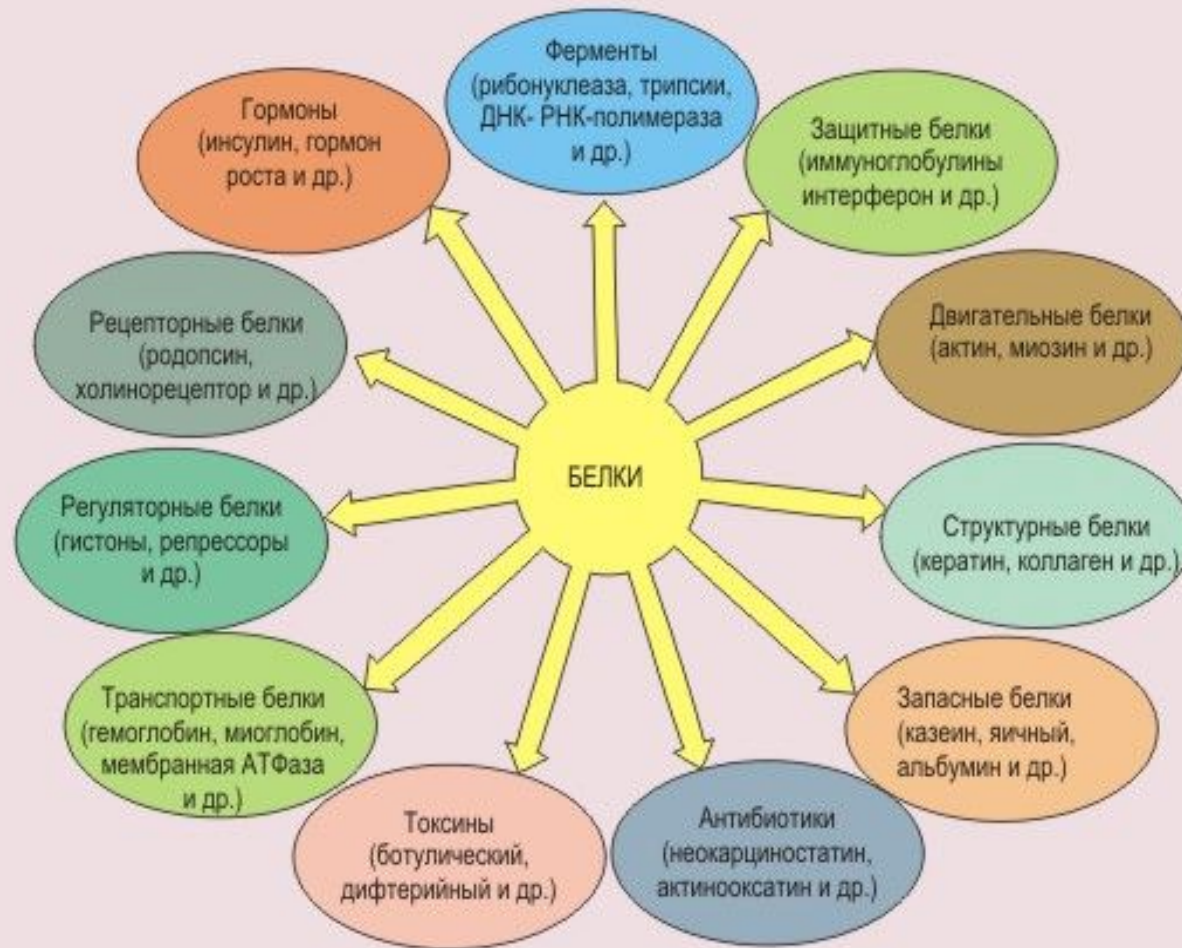 Ферменты
(рибонуклеаза, трипсии,
ДНК- РНК-полимераза
и др.)
Защитные белки
(иммуноглобулины
интерферон и др.)
Двигательные белки
(актин, миозин и др.)
Структурные белки
(кератин, коллаген и др.)
Запасные белки
(казеин, яичный,
альбумин и др.)
Антибиотики
(неокарциностатин,
актинооксатин и др.)
Токсины
(ботулический,
дифтерийный и др.)
Транспортные белки
(гемоглобин, миоглобин,
мембранная АТФаза
и др.)
Регуляторные белки
(гистоны, репрессоры
и др.)
Рецепторные белки
(родопсин,
холинорецептор и др.)
Гормоны
(инсулин, гормон
роста и др.)
БЕЛКИ